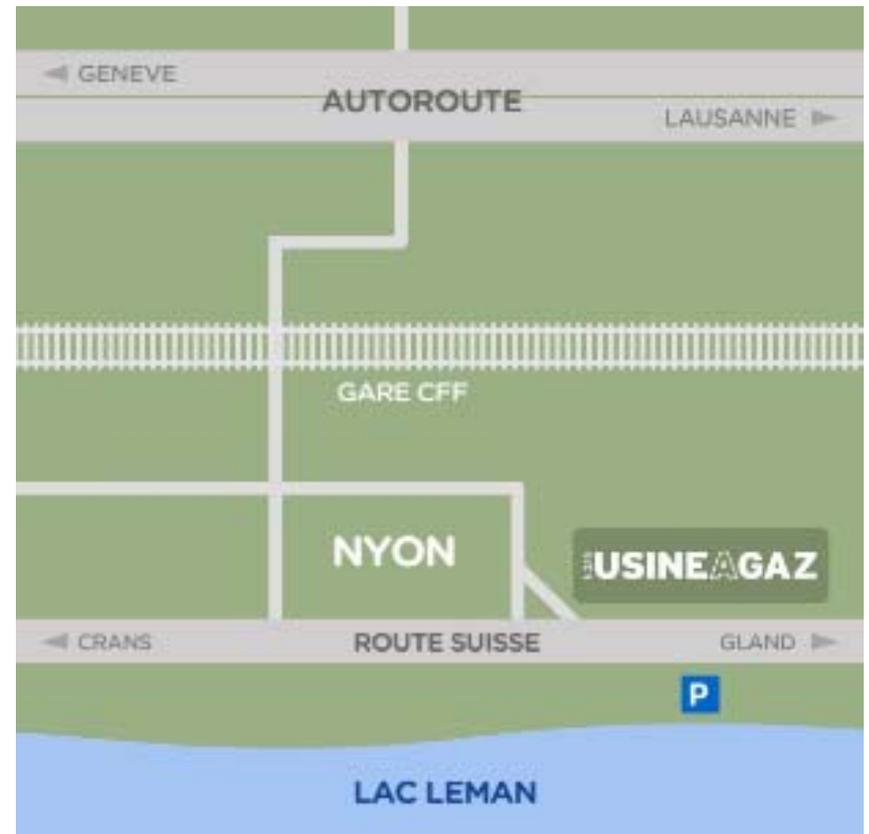 GENEVE
AUTOROUTE
LAUSANNE
GARE CFF
NYON
USINEAGAZ
CRANS
ROUTE SUISSE
GLAND
P
LAC LEMAN